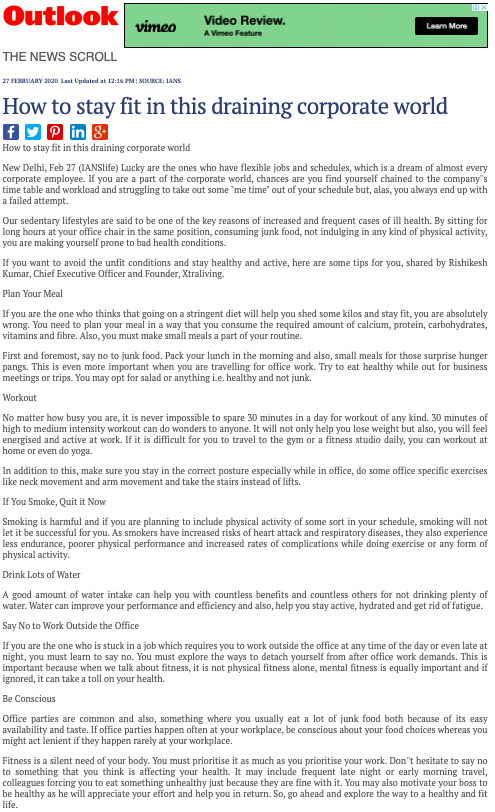 Outlook
vimeo
Video Review.
A Vimeo Feature
Learn More
THE NEWS SCROLL
27 FEBRUARY 2020 Last Updated at 12:16 PM | SOURCE: IANS
How to stay fit in this draining corporate world
How to stay fit in this draining corporate world
New Delhi, Feb 27 (IANSlife) Lucky are the ones who have flexible jobs and schedules, which is a dream of almost every
corporate employee. If you are a part of the corporate world, chances are you find yourself chained to the company''s
time table and workload and struggling to take out some "me time" out of your schedule but, alas, you always end up with
a failed attempt.
Our sedentary lifestyles are said to be one of the key reasons of increased and frequent cases of ill health. By sitting for
long hours at your office chair in the same position, consuming junk food, not indulging in any kind of physical activity,
you are making yourself prone to bad health conditions.
If you want to avoid the unfit conditions and stay healthy and active, here are some tips for you, shared by Rishikesh
Kumar, Chief Executive Officer and Founder, Xtraliving.
Plan Your Meal
If you are the one who thinks that going on a stringent diet will help you shed some kilos and stay fit, you are absolutely
wrong. You need to plan your meal in a way that you consume the required amount of calcium, protein, carbohydrates,
vitamins and fibre. Also, you must make small meals a part of your routine.
First and foremost, say no to junk food. Pack your lunch in the morning and also, small meals for those surprise hunger
pangs. This is even more important when you are travelling for office work. Try to eat healthy while out for business
meetings or trips. You may opt for salad or anything i.e. healthy and not junk.
Workout
No matter how busy you are, it is never impossible to spare 30 minutes in a day for workout of any kind. 30 minutes of
high to medium intensity workout can do wonders to anyone. It will not only help you lose weight but also, you will feel
energised and active at work. If it is difficult for you to travel to the gym or a fitness studio daily, you can workout at
home or even do yoga.
In addition to this, make sure you stay in the correct posture especially while in office, do some office specific exercises
like neck movement and arm movement and take the stairs instead of lifts.
If You Smoke, Quit it Now
Smoking is harmful and if you are planning to include physical activity of some sort in your schedule, smoking will not
let it be successful for you. As smokers have increased risks of heart attack and respiratory diseases, they also experience
less endurance, poorer physical performance and increased rates of complications while doing exercise or any form of
physical activity.
Drink Lots of Water
A good amount of water intake can help you with countless benefits and countless others for not drinking plenty of
water. Water can improve your performance and efficiency and also, help you stay active, hydrated and get rid of fatigue.
Say No to Work Outside the Office
If you are the one who is stuck in a job which requires you to work outside the office at any time of the day or even late at
night, you must learn to say no. You must explore the ways to detach yourself from after office work demands. This is
important because when we talk about fitness, it is not physical fitness alone, mental fitness is equally important and if
ignored, it can take a toll on your health.
Be Conscious
Office parties are common and also, something where you usually eat a lot of junk food both because of its easy
availability and taste. If office parties happen often at your workplace, be conscious about your food choices whereas you
might act lenient if they happen rarely at your workplace.
Fitness is a silent need of your body. You must prioritise it as much as you prioritise your work. Don''t hesitate to say no
to something that you think is affecting your health. It may include frequent late night or early morning travel,
colleagues forcing you to eat something unhealthy just because they are fine with it. You may also motivate your boss to
be healthy as he will appreciate your effort and help you in return. So, go ahead and explore the way to a healthy and fit
life.